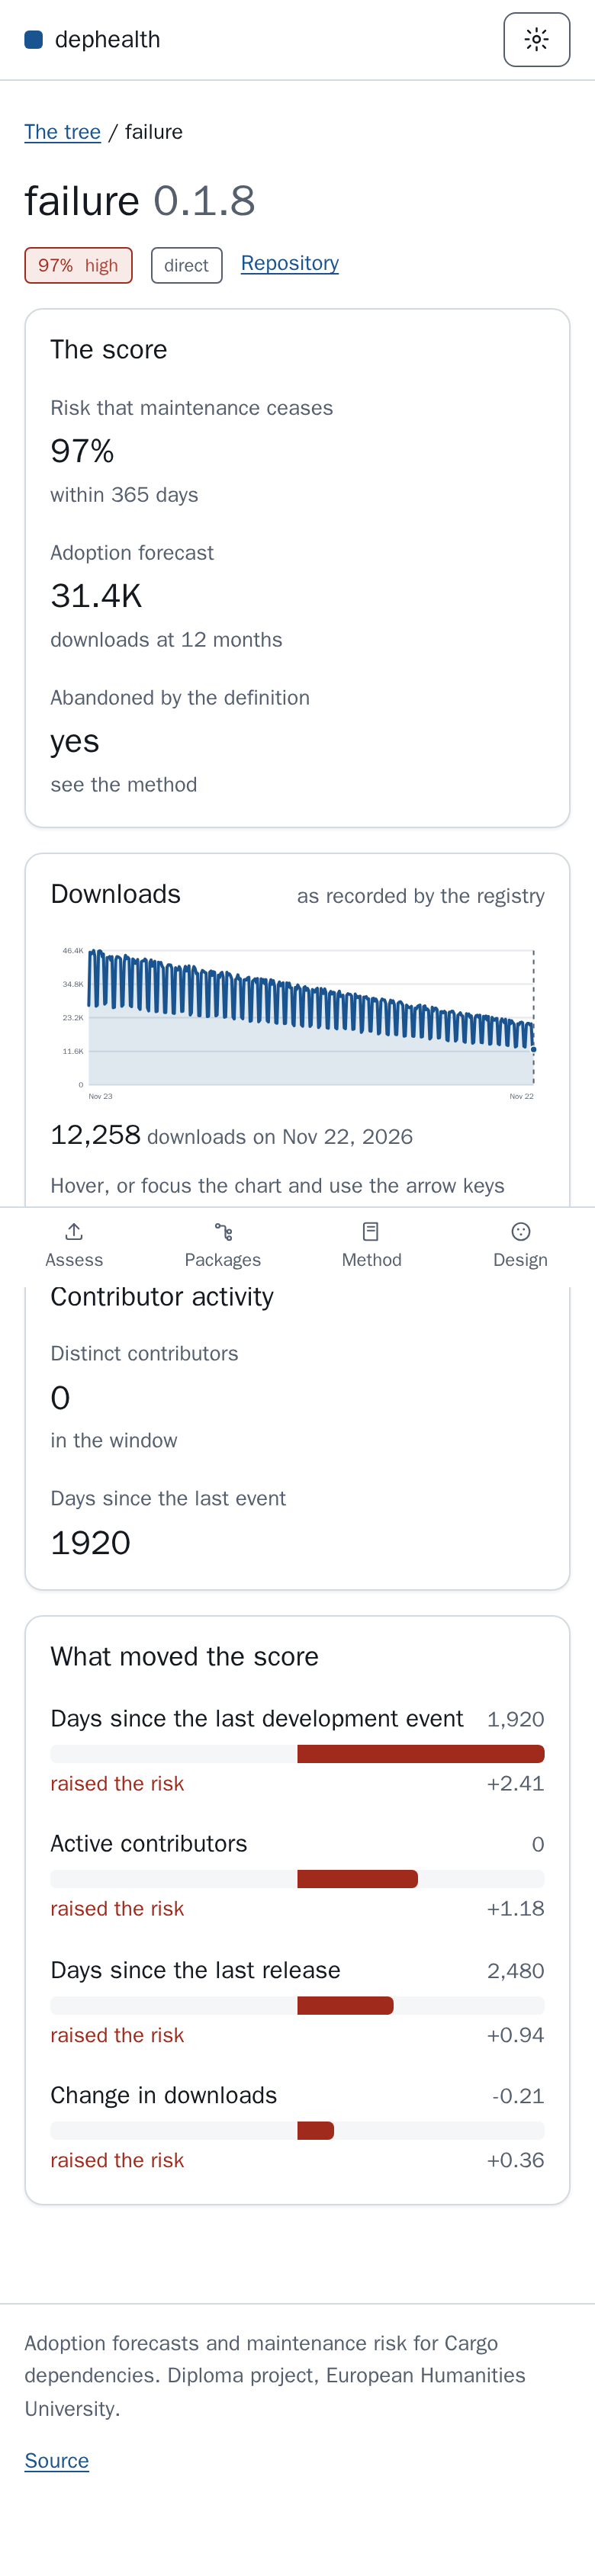 dephealth
The tree / failure
failure 0.1.8
97% high direct Repository
The score
Risk that maintenance ceases
97%
within 365 days
Adoption forecast
31.4K
downloads at 12 months
Abandoned by the definition
yes
see the method
Downloads as recorded by the registry
46.4K
34.8K
23.2K
11.6K
0
Nov 23 Nov 22
12,258 downloads on Nov 22, 2026
Hover, or focus the chart and use the arrow keys
Assess Packages Method Design
Contributor activity
Distinct contributors
0
in the window
Days since the last event
1920
What moved the score
Days since the last development event 1,920
raised the risk +2.41
Active contributors 0
raised the risk +1.18
Days since the last release 2,480
raised the risk +0.94
Change in downloads -0.21
raised the risk +0.36
Adoption forecasts and maintenance risk for Cargo
dependencies. Diploma project, European Humanities
University.
Source